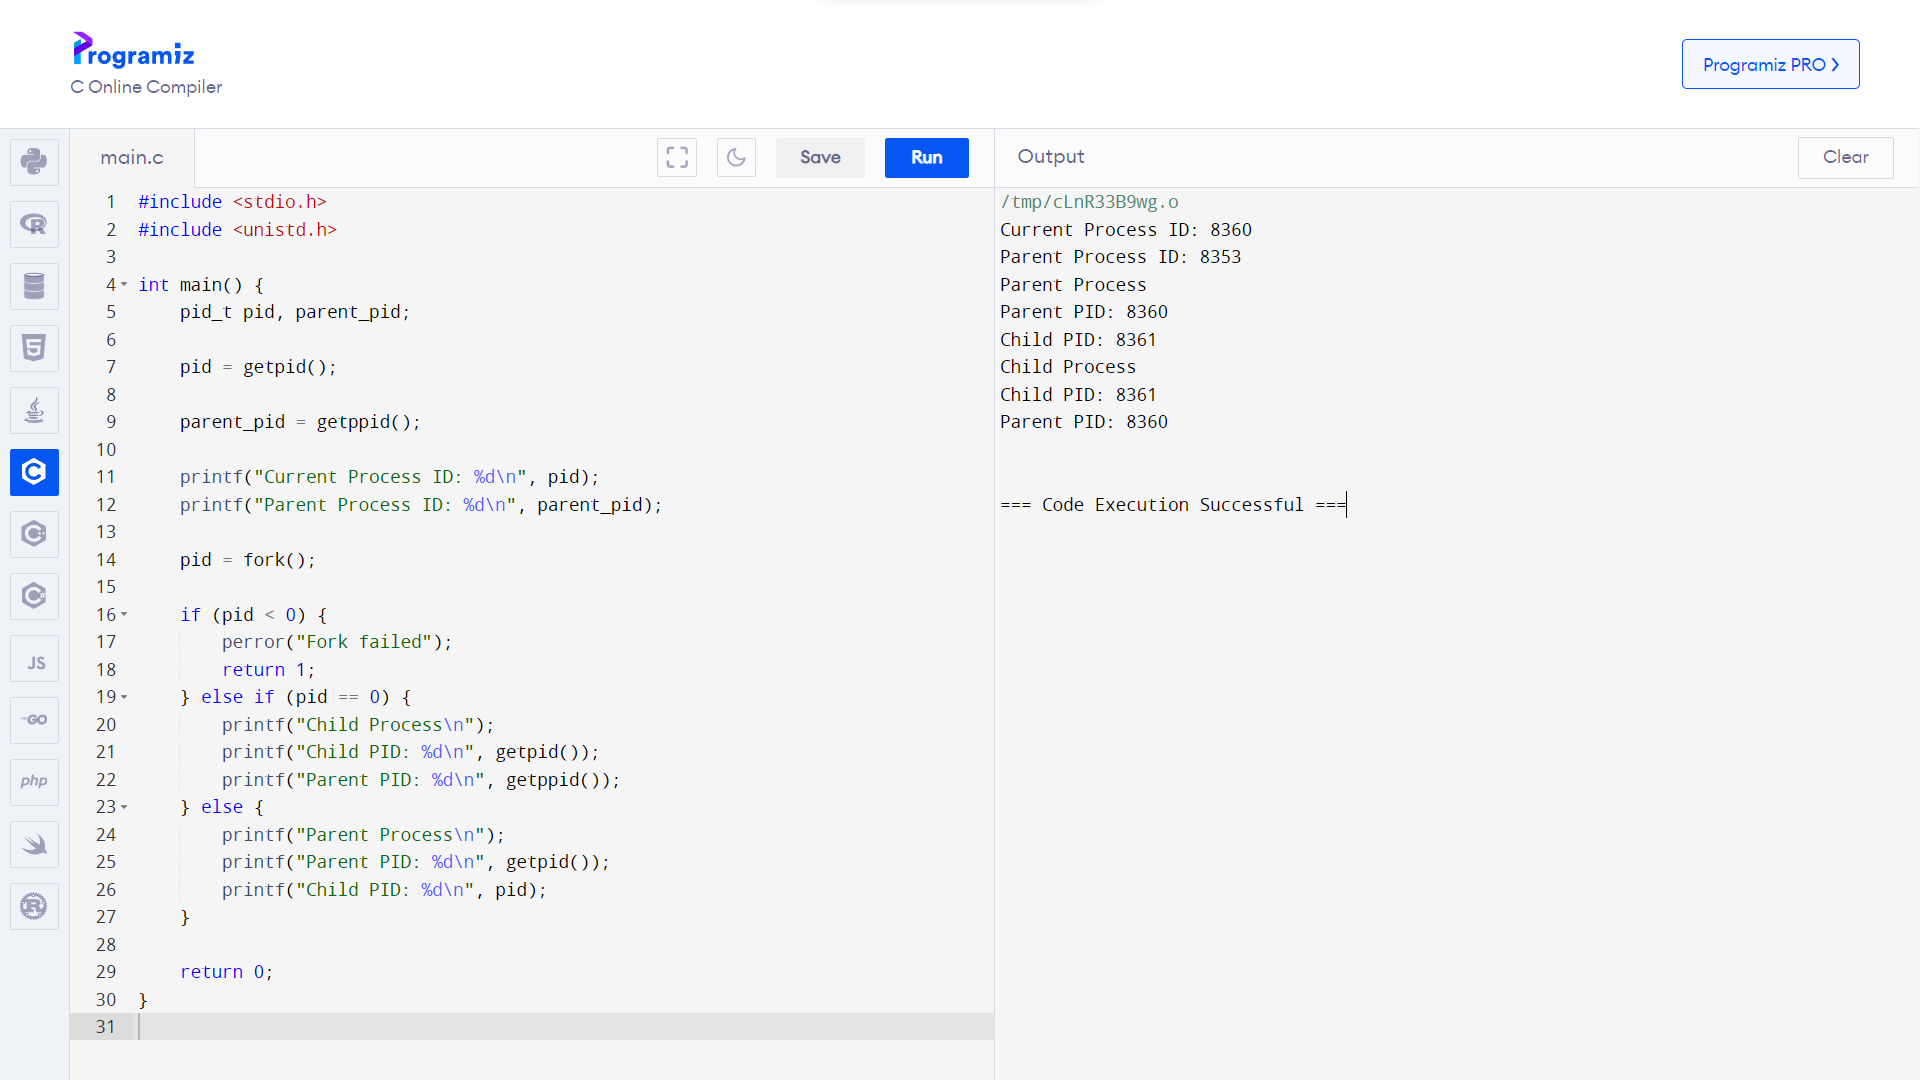 Programiz
C Online Compiler
Programiz PRO
main.c
Save
Run
Output
Clear
1 #include <stdio.h>
2 #include <unistd.h>
3
4 int main() {
5     pid_t pid, parent_pid;
6
7     pid = getpid();
8
9     parent_pid = getppid();
10
11     printf("Current Process ID: %d\n", pid);
12     printf("Parent Process ID: %d\n", parent_pid);
13
14     pid = fork();
15
16     if (pid < 0) {
17         perror("Fork failed");
18         return 1;
19     } else if (pid == 0) {
20         printf("Child Process\n");
21         printf("Child PID: %d\n", getpid());
22         printf("Parent PID: %d\n", getppid());
23     } else {
24         printf("Parent Process\n");
25         printf("Parent PID: %d\n", getpid());
26         printf("Child PID: %d\n", pid);
27     }
28
29     return 0;
30 }
31
/tmp/cLnR33B9wg.o
Current Process ID: 8360
Parent Process ID: 8353
Parent Process
Parent PID: 8360
Child PID: 8361
Child Process
Child PID: 8361
Parent PID: 8360
=== Code Execution Successful ===
R
5
C
C
C
JS
GO
php
R